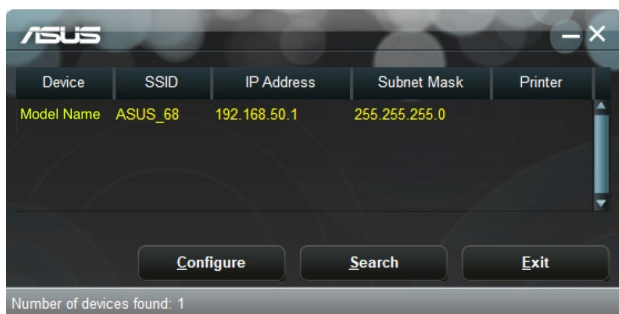 ASUS
Device SSID IP Address Subnet Mask Printer
Model Name ASUS_68 192.168.50.1 255.255.255.0
Configure Search Exit
Number of devices found: 1